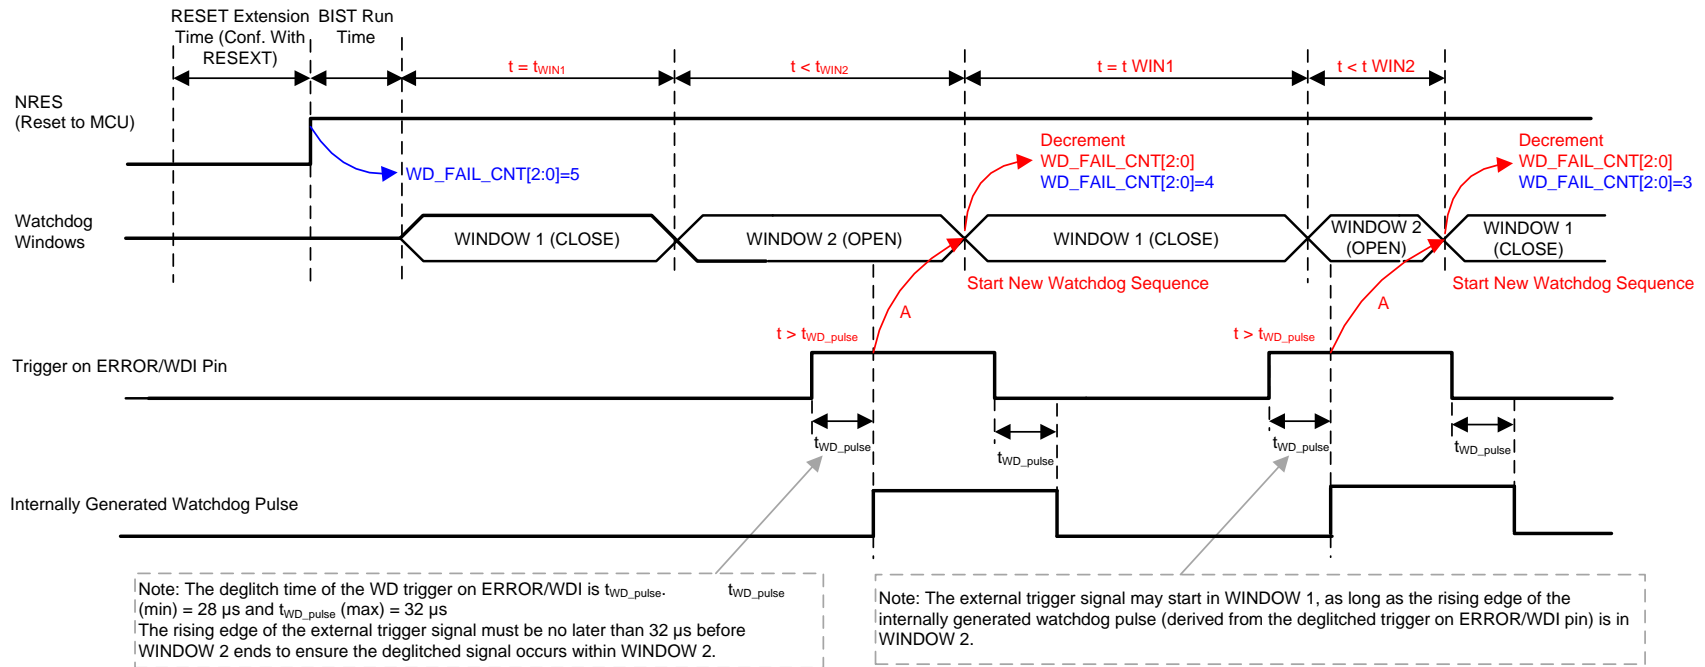 RESET Extension
Time (Conf. With
RESEXT)
BIST Run
Time
t = tWIN1
t < tWIN2
t = t WIN1
t < t WIN2
NRES
(Reset to MCU)
WD_FAIL_CNT[2:0]=5
Decrement
WD_FAIL_CNT[2:0]
WD_FAIL_CNT[2:0]=4
Decrement
WD_FAIL_CNT[2:0]
WD_FAIL_CNT[2:0]=3
Watchdog
Windows
WINDOW 1 (CLOSE)
WINDOW 2 (OPEN)
WINDOW 1 (CLOSE)
WINDOW 2
(OPEN)
WINDOW 1
(CLOSE)
Start New Watchdog Sequence
Start New Watchdog Sequence
A
A
t > tWD_pulse
t > tWD_pulse
Trigger on ERROR/WDI Pin
tWD_pulse
tWD_pulse
tWD_pulse
tWD_pulse
Internally Generated Watchdog Pulse
Note: The deglitch time of the WD trigger on ERROR/WDI is tWD_pulse. tWD_pulse
(min) = 28 µs and tWD_pulse (max) = 32 µs
The rising edge of the external trigger signal must be no later than 32 µs before
WINDOW 2 ends to ensure the deglitched signal occurs within WINDOW 2.
Note: The external trigger signal may start in WINDOW 1, as long as the rising edge of the
internally generated watchdog pulse (derived from the deglitched trigger on ERROR/WDI pin) is in
WINDOW 2.